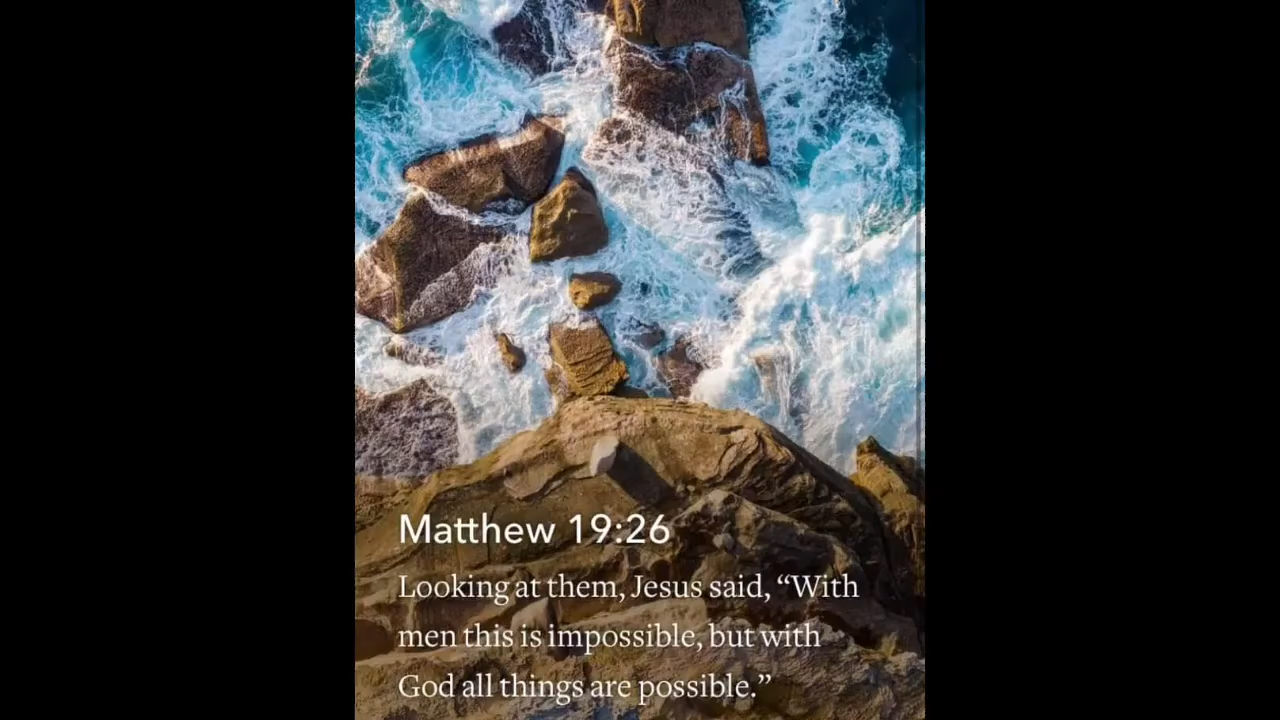 Matthew 19:26
Looking at them, Jesus said, “With
men this is impossible, but with
God all things are possible.”